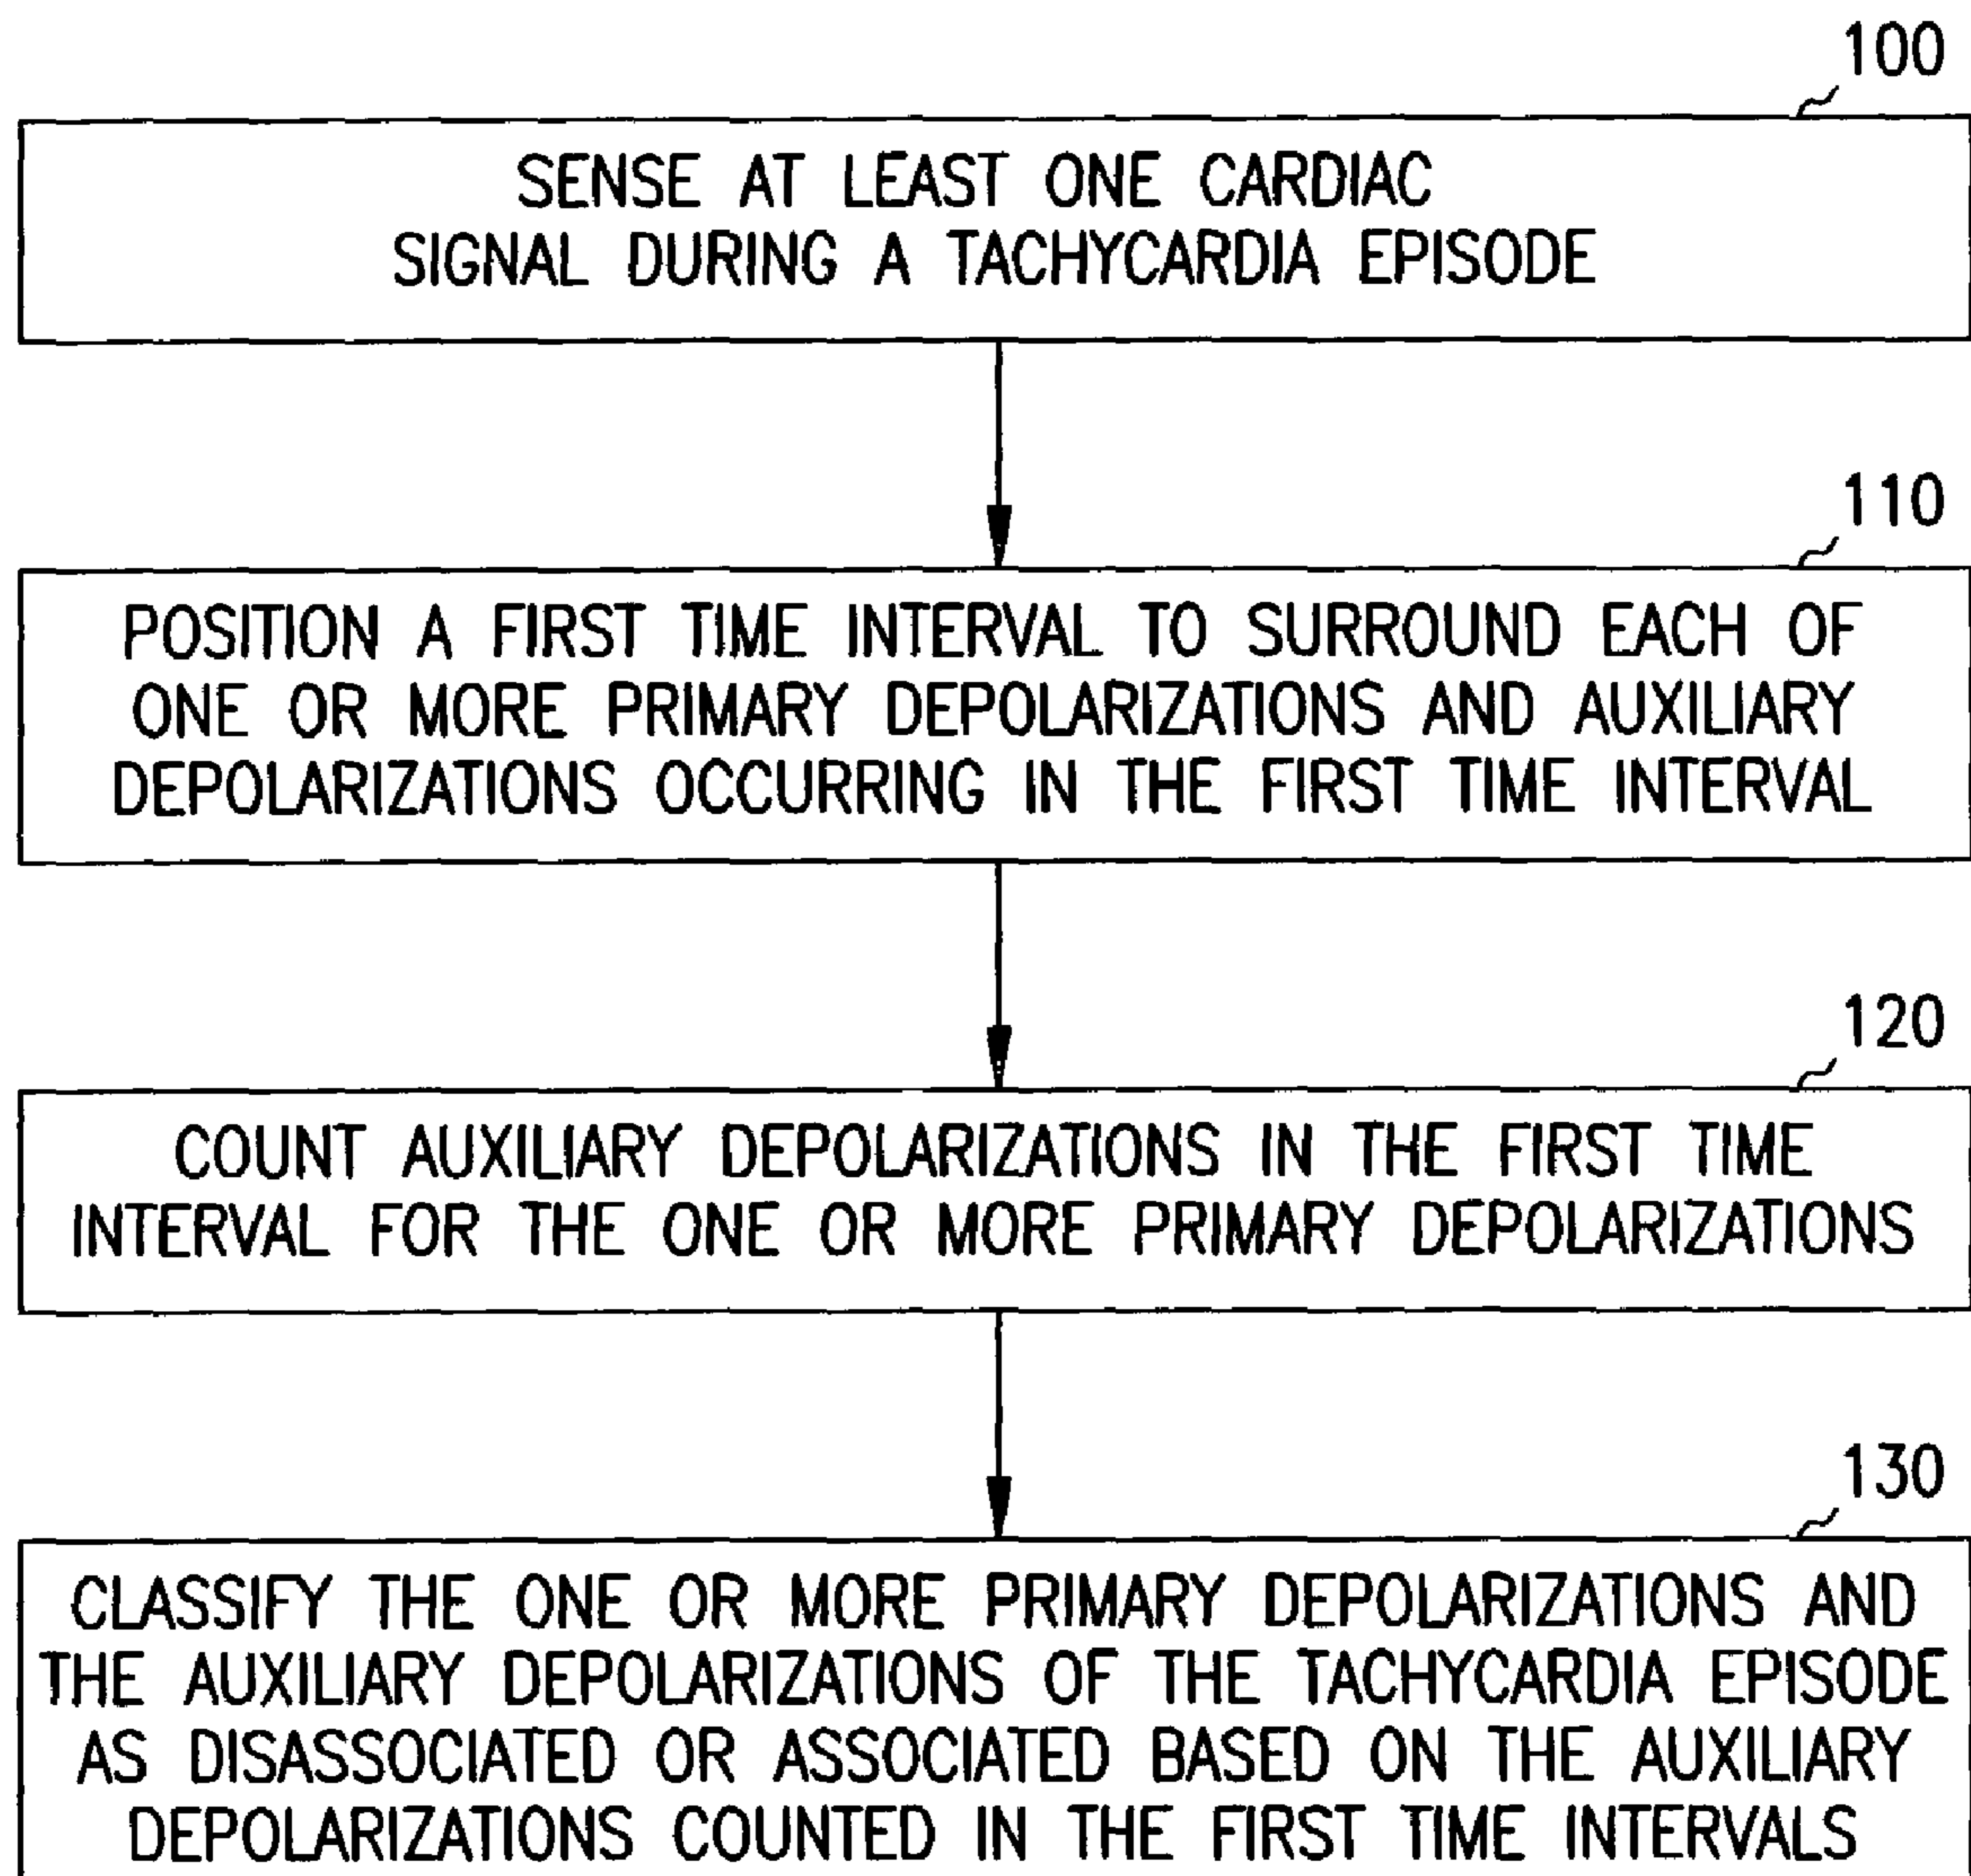 100
SENSE AT LEAST ONE CARDIAC
SIGNAL DURING A TACHYCARDIA EPISODE
110
POSITION A FIRST TIME INTERVAL TO SURROUND EACH OF
ONE OR MORE PRIMARY DEPOLARIZATIONS AND AUXILIARY
DEPOLARIZATIONS OCCURRING IN THE FIRST TIME INTERVAL
120
COUNT AUXILIARY DEPOLARIZATIONS IN THE FIRST TIME
INTERVAL FOR THE ONE OR MORE PRIMARY DEPOLARIZATIONS
130
CLASSIFY THE ONE OR MORE PRIMARY DEPOLARIZATIONS AND
THE AUXILIARY DEPOLARIZATIONS OF THE TACHYCARDIA EPISODE
AS DISASSOCIATED OR ASSOCIATED BASED ON THE AUXILIARY
DEPOLARIZATIONS COUNTED IN THE FIRST TIME INTERVALS